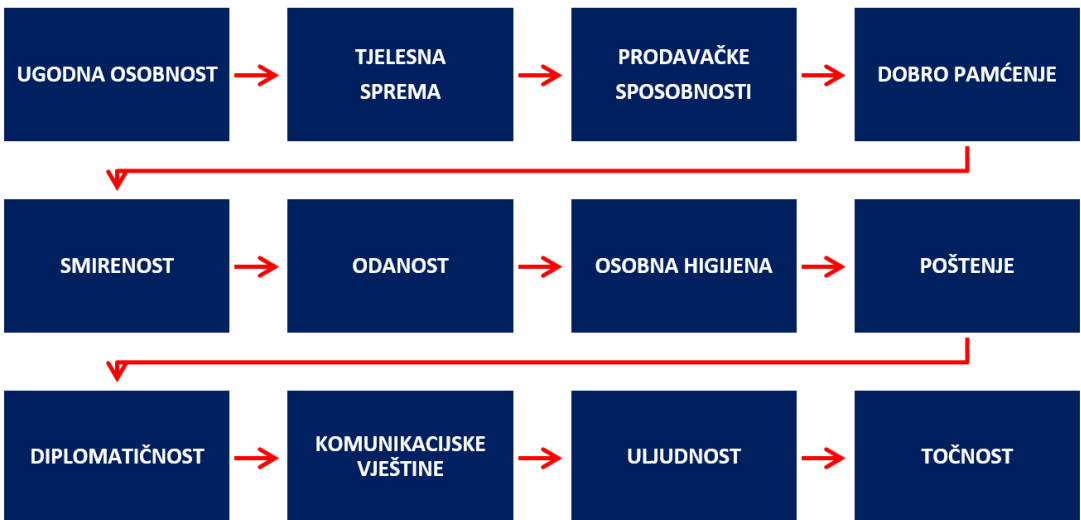 UGODNA OSOBNOST
TJELESNA
SPREMA
PRODAVAČKE
SPOSOBNOSTI
DOBRO PAMĆENJE
SMIRENOST
ODANOST
OSOBNA HIGIJENA
POŠTENJE
DIPLOMATIČNOST
KOMUNIKACIJSKE
VJEŠTINE
ULJUDNOST
TOČNOST